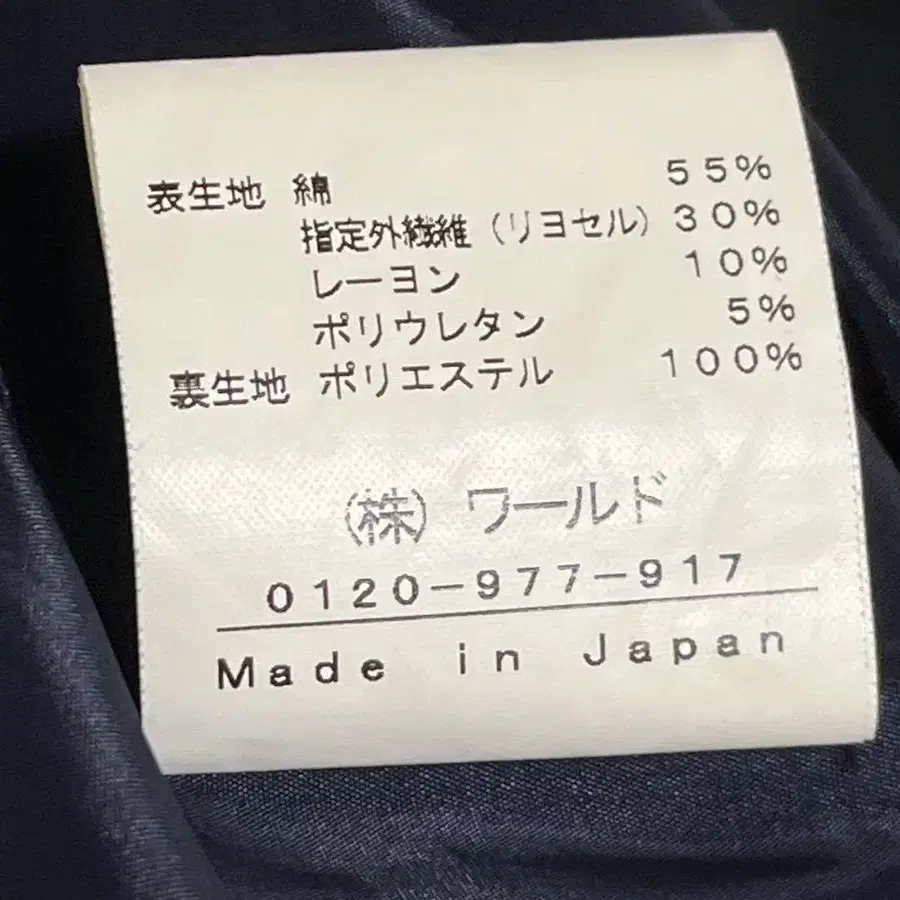 表生地 綿 55%
指定外繊維（リヨセル）30%
レーヨン 10%
ポリウレタン 5%
裏生地 ポリエステル 100%
（株）ワールド
0120-977-917
Made in Japan